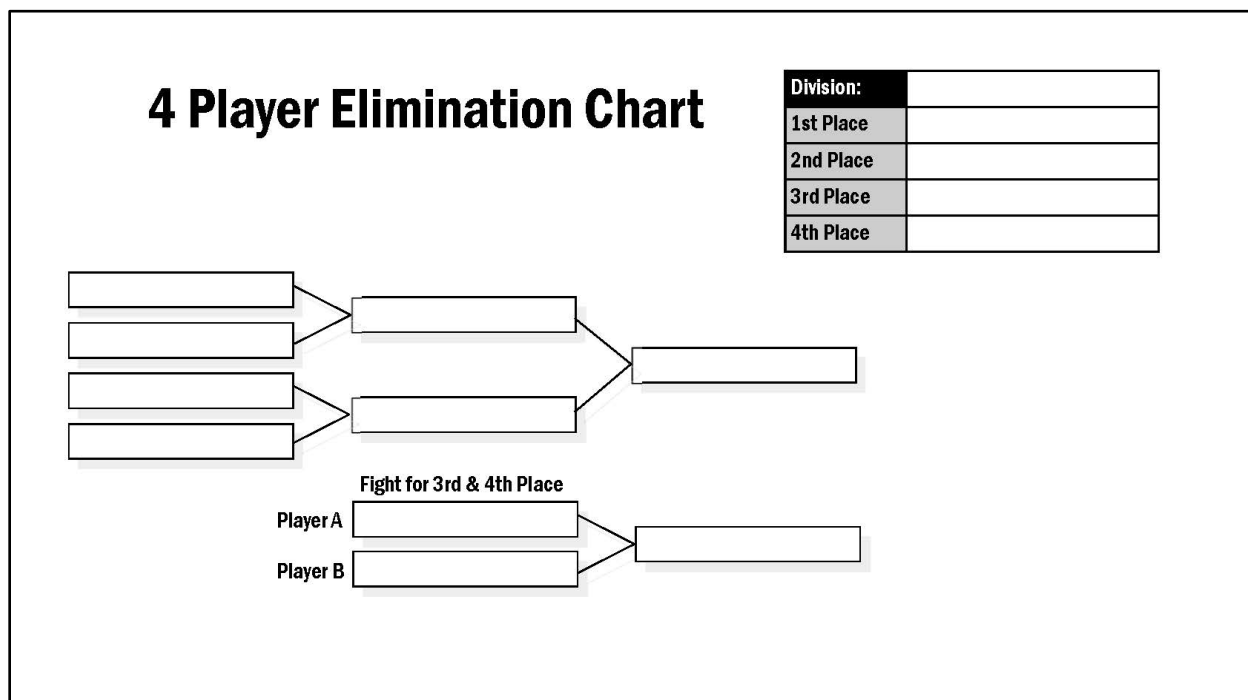 4 Player Elimination Chart
Division:
1st Place
2nd Place
3rd Place
4th Place
Fight for 3rd & 4th Place
Player A
Player B